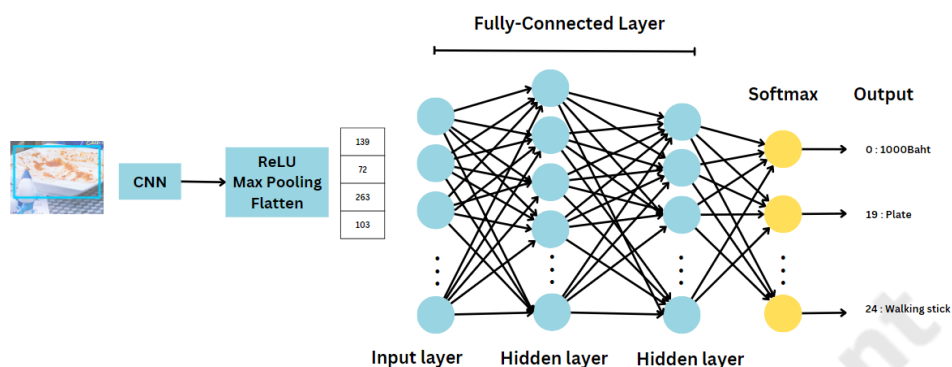 Fully-Connected Layer
Softmax
Output
CNN
ReLU
Max Pooling
Flatten
139
72
263
103
0 : 1000Baht
19 : Plate
24 : Walking stick
Input layer
Hidden layer
Hidden layer